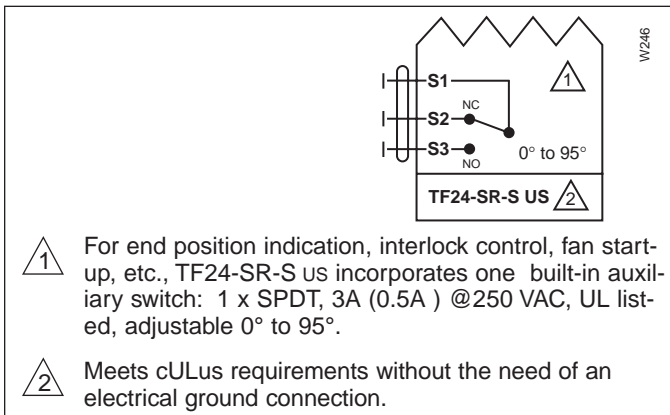 W246
S1
1
NC
S2
S3
NO
0° to 95°
TF24-SR-S US 2
1 For end position indication, interlock control, fan start-
up, etc., TF24-SR-S US incorporates one built-in auxil-
iary switch: 1 x SPDT, 3A (0.5A ) @250 VAC, UL list-
ed, adjustable 0° to 95°.
2 Meets cULus requirements without the need of an
electrical ground connection.